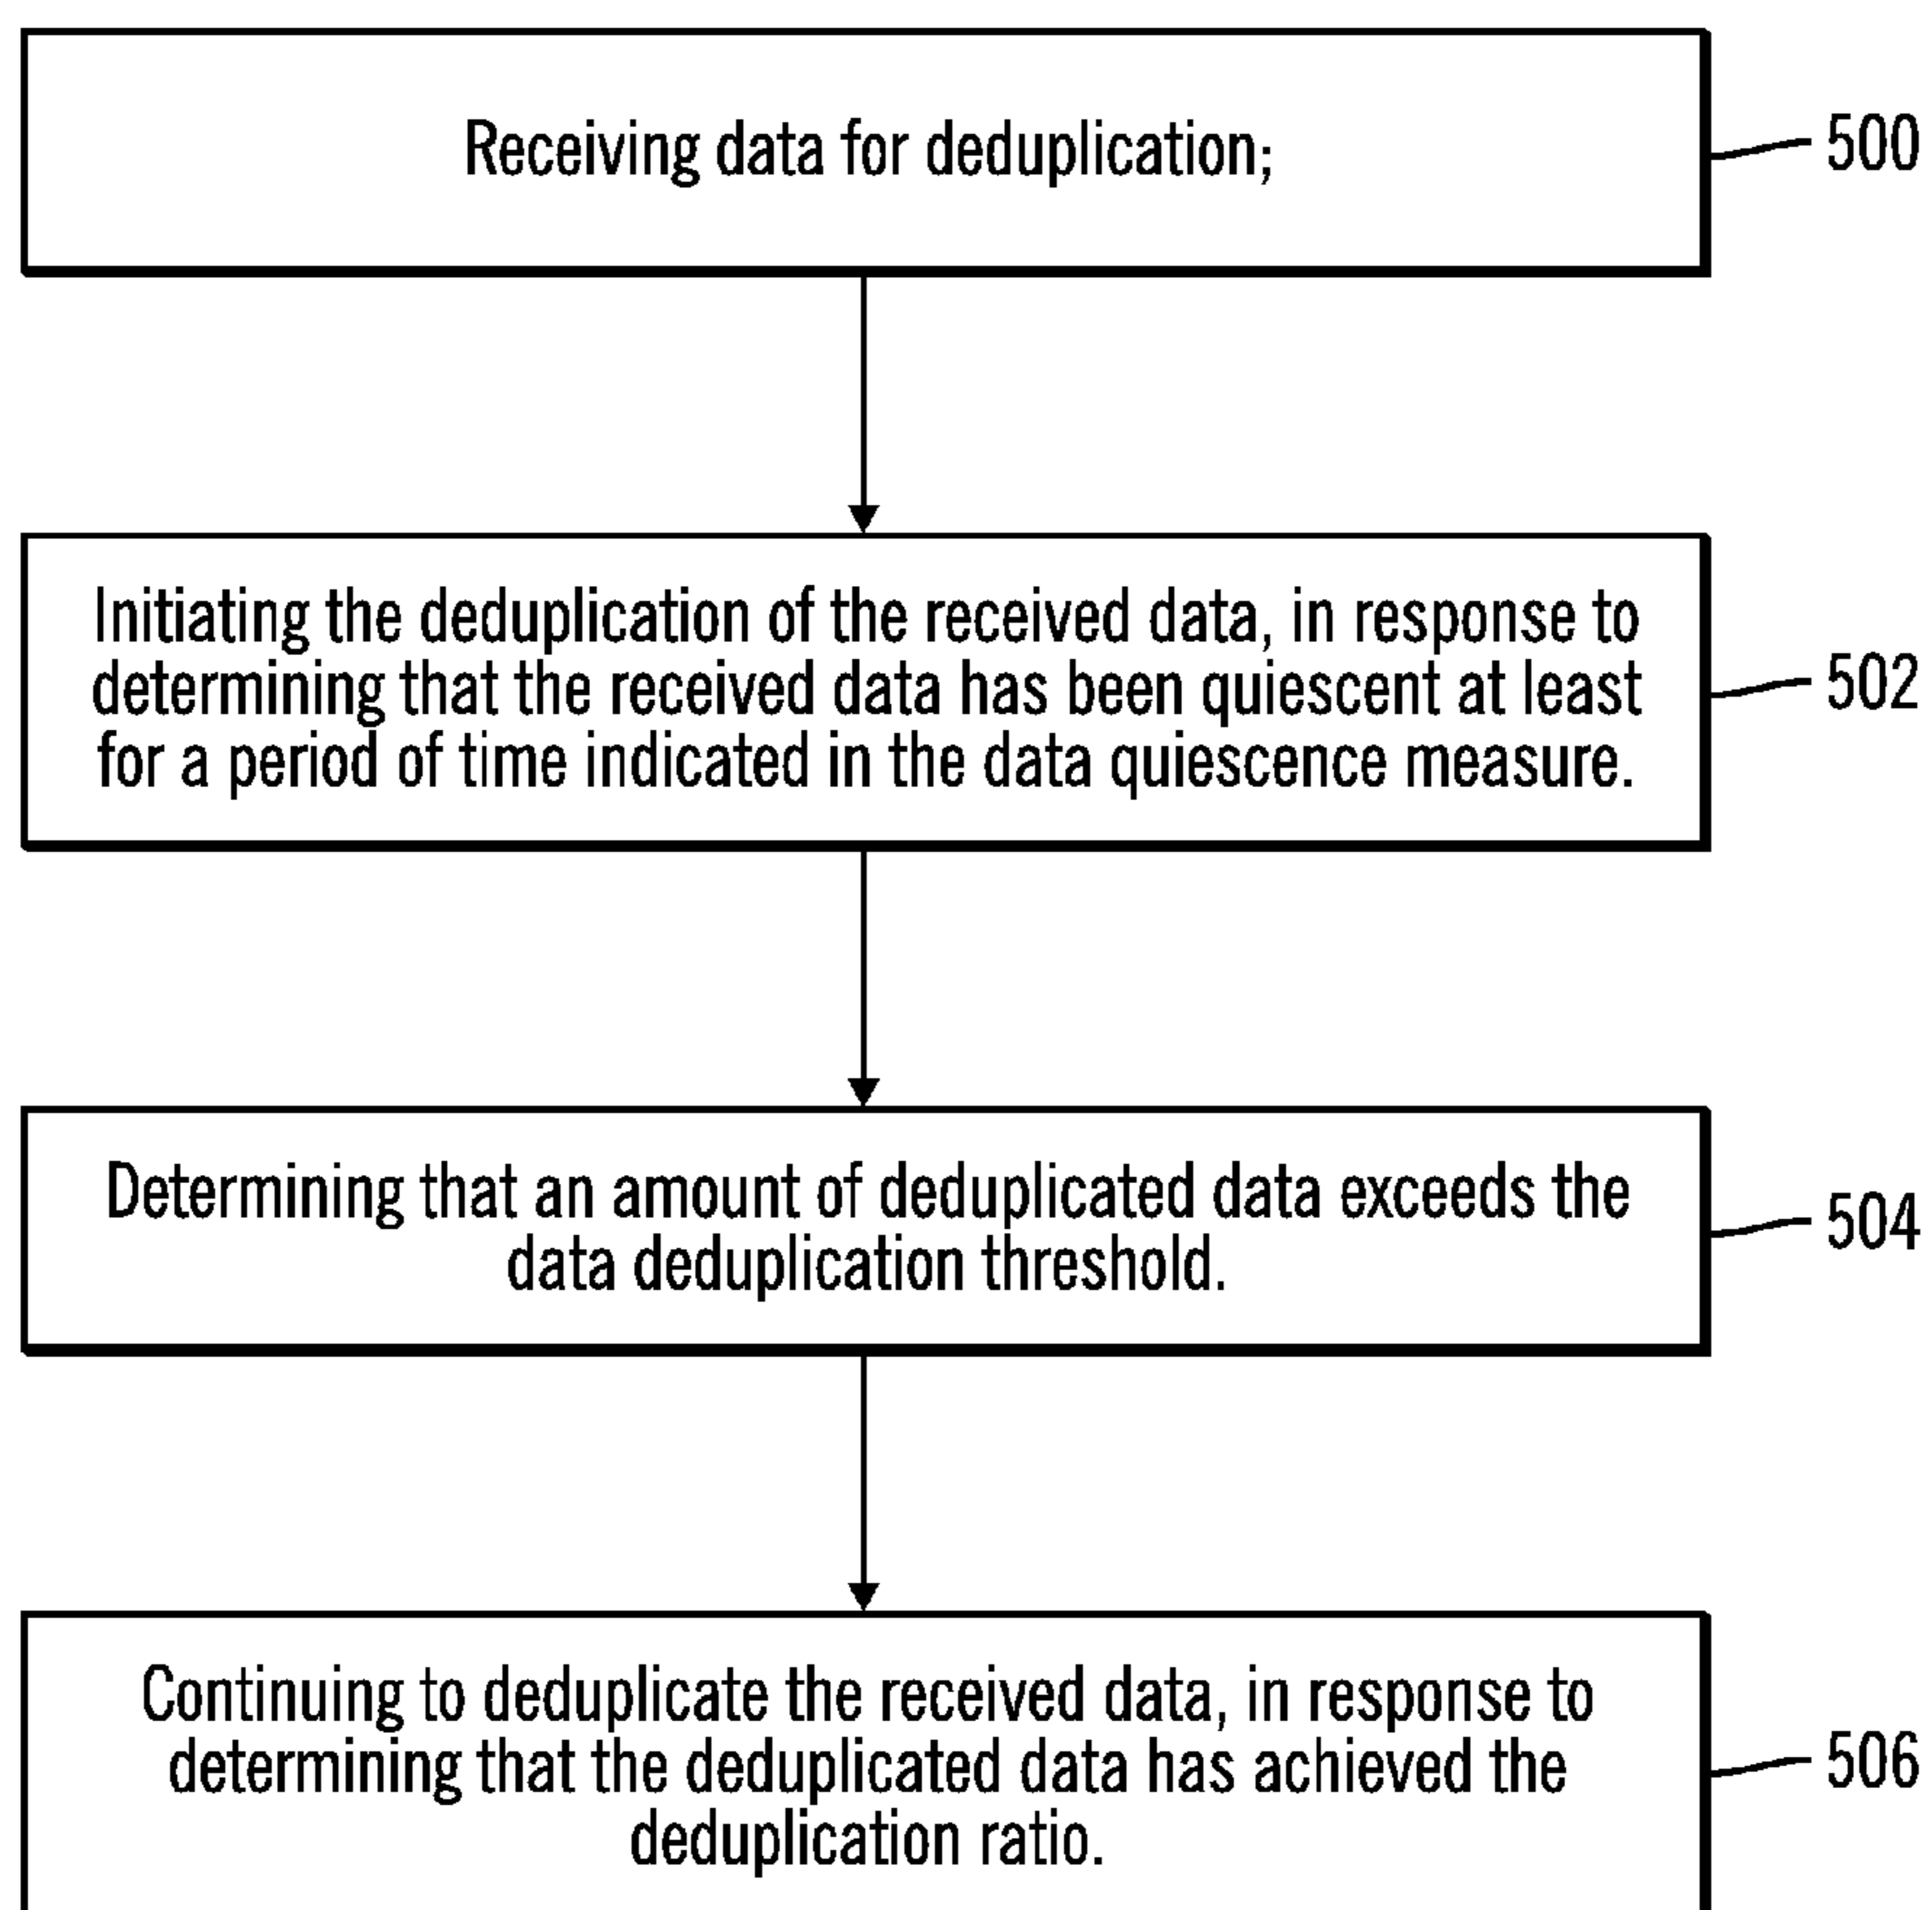 Receiving data for deduplication;
500
Initiating the deduplication of the received data, in response to
determining that the received data has been quiescent at least
for a period of time indicated in the data quiescence measure.
502
Determining that an amount of deduplicated data exceeds the
data deduplication threshold.
504
Continuing to deduplicate the received data, in response to
determining that the deduplicated data has achieved the
deduplication ratio.
506